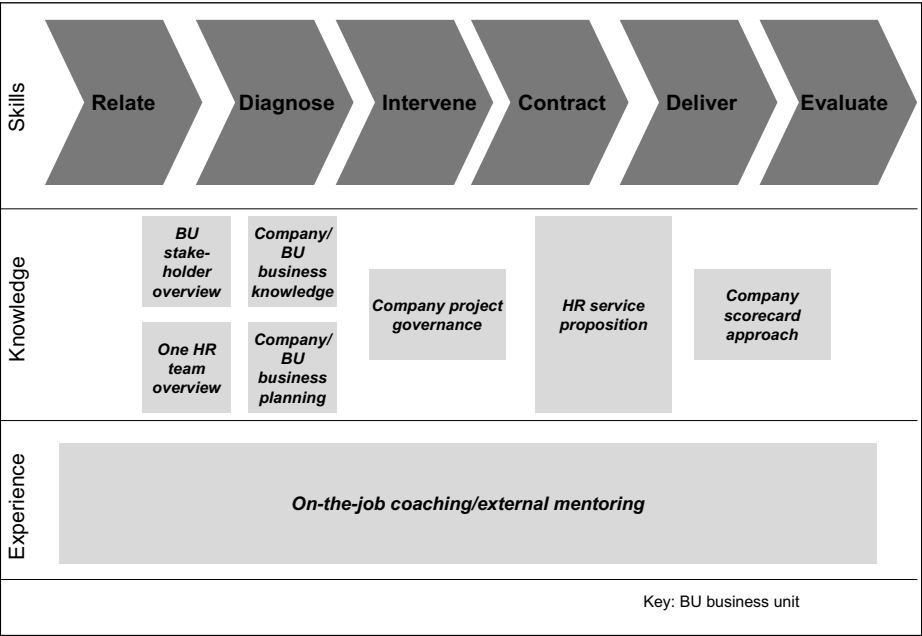 Skills
Relate
Diagnose
Intervene
Contract
Deliver
Evaluate
Knowledge
BU
stake-
holder
overview
One HR
team
overview
Company/
BU
business
knowledge
Company/
BU
business
planning
Company project
governance
HR service
proposition
Company
scorecard
approach
Experience
On-the-job coaching/external mentoring
Key: BU business unit